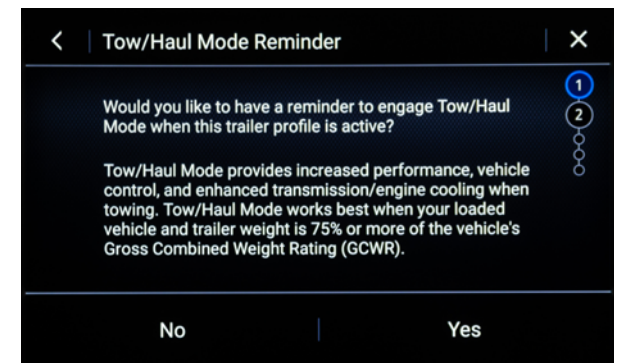 Tow/Haul Mode Reminder
1
Would you like to have a reminder to engage Tow/Haul
Mode when this trailer profile is active?
2
Tow/Haul Mode provides increased performance, vehicle
control, and enhanced transmission/engine cooling when
towing. Tow/Haul Mode works best when your loaded
vehicle and trailer weight is 75% or more of the vehicle's
Gross Combined Weight Rating (GCWR).
No
Yes